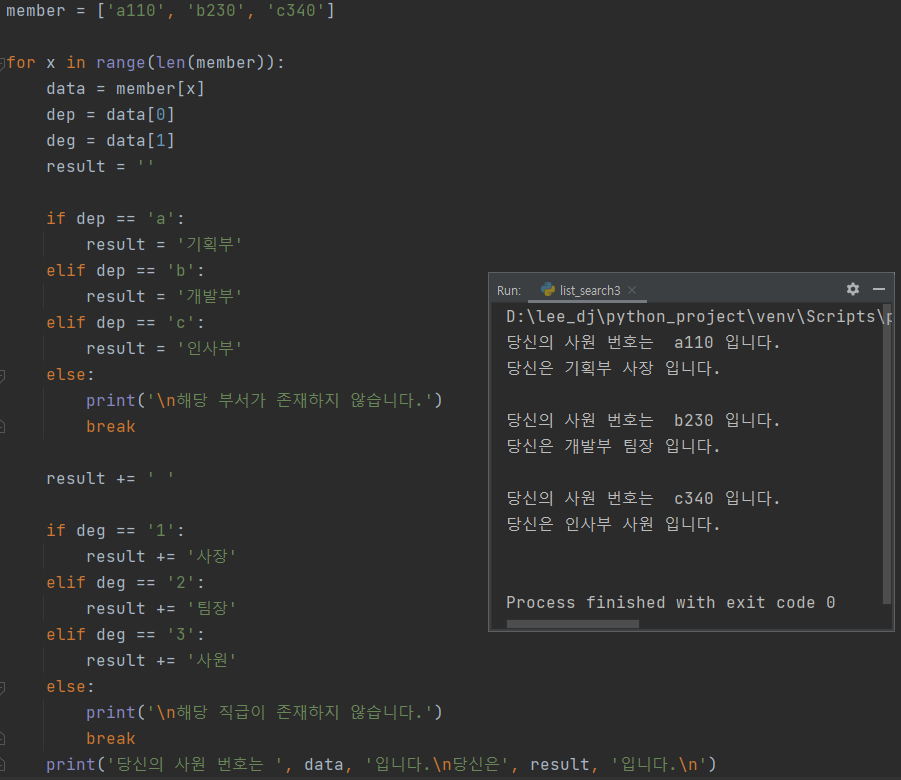 member = ['a110', 'b230', 'c340']
for x in range(len(member)):
    data = member[x]
    dep = data[0]
    deg = data[1]
    result = ''
    if dep == 'a':
        result = '기획부'
    elif dep == 'b':
        result = '개발부'
    elif dep == 'c':
        result = '인사부'
    else:
        print('\n해당 부서가 존재하지 않습니다.')
        break
    result += ' '
    if deg == '1':
        result += '사장'
    elif deg == '2':
        result += '팀장'
    elif deg == '3':
        result += '사원'
    else:
        print('\n해당 직급이 존재하지 않습니다.')
        break
    print('당신의 사원 번호는 ', data, '입니다.\n당신은', result, '입니다.\n')
Run: list_search3
D:\lee_dj\python_project\venv\Scripts\p
당신의 사원 번호는  a110 입니다.
당신은 기획부 사장 입니다.
당신의 사원 번호는  b230 입니다.
당신은 개발부 팀장 입니다.
당신의 사원 번호는  c340 입니다.
당신은 인사부 사원 입니다.
Process finished with exit code 0